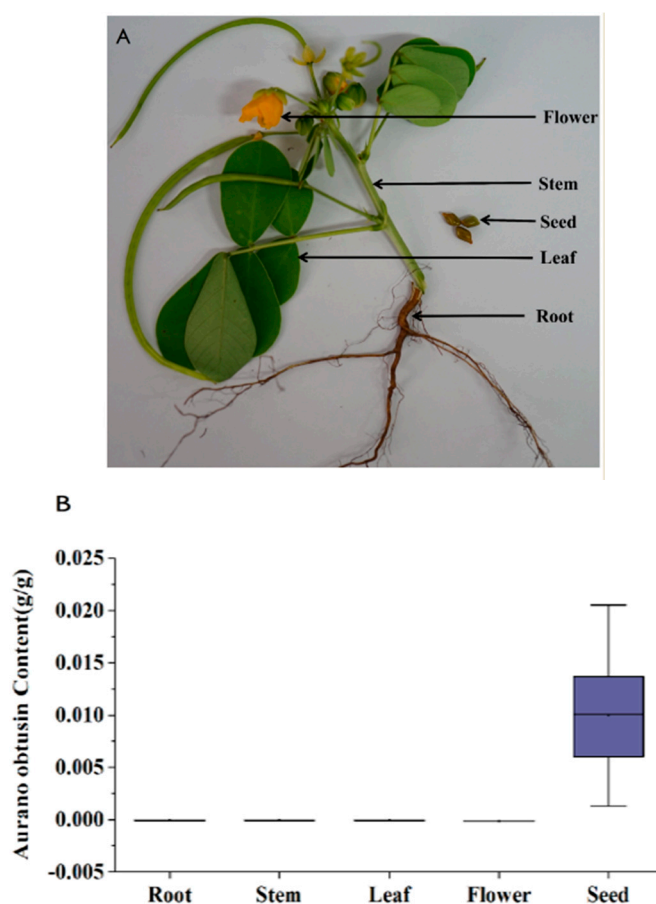 A
Flower
Stem
Seed
Leaf
Root
B
Aurano obtusin Content(g/g)
0.025
0.020
0.015
0.010
0.005
0.000
-0.005
Root Stem Leaf Flower Seed